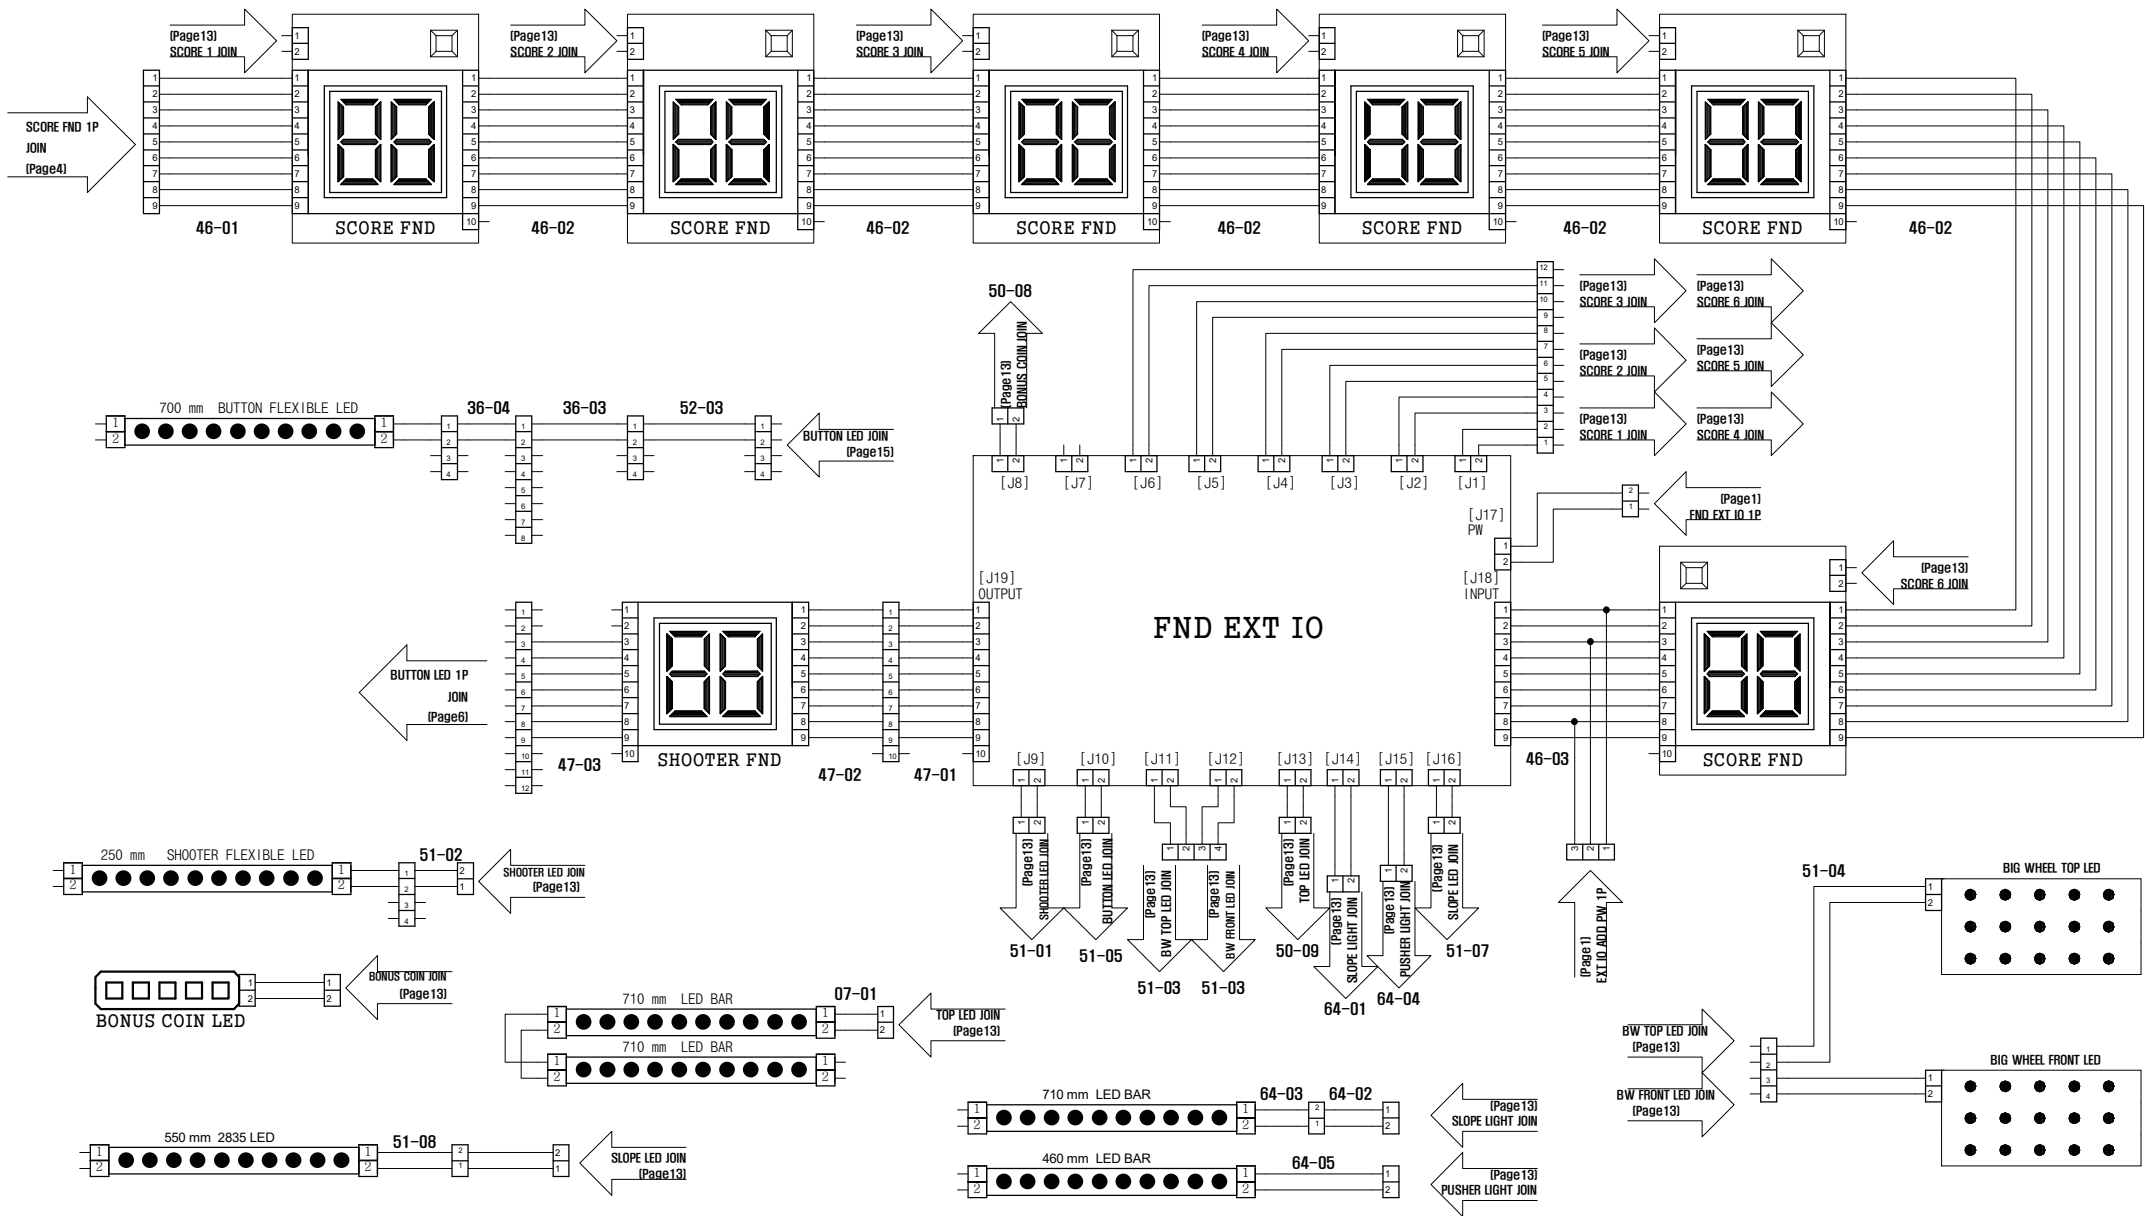 (Page13)
SCORE 1 JOIN
(Page13)
SCORE 2 JOIN
(Page13)
SCORE 3 JOIN
(Page13)
SCORE 4 JOIN
(Page13)
SCORE 5 JOIN
SCORE FND 1P
JOIN
(Page4)
46-01
SCORE FND
46-02
SCORE FND
46-02
SCORE FND
46-02
SCORE FND
46-02
SCORE FND
46-02
50-08
(Page13)
BONUS COIN JOIN
(Page13)
SCORE 3 JOIN
(Page13)
SCORE 6 JOIN
(Page13)
SCORE 2 JOIN
(Page13)
SCORE 5 JOIN
(Page13)
SCORE 1 JOIN
(Page13)
SCORE 4 JOIN
700 mm BUTTON FLEXIBLE LED
36-04
36-03
52-03
BUTTON LED JOIN
(Page15)
[J8]
[J7]
[J6]
[J5]
[J4]
[J3]
[J2]
[J1]
[J17]
PW
(Page1)
FND EXT IO 1P
[J19]
OUTPUT
[J18]
INPUT
FND EXT IO
(Page13)
SCORE 6 JOIN
BUTTON LED 1P
JOIN
(Page6)
47-03
SHOOTER FND
47-02
47-01
46-03
SCORE FND
[J9]
[J10]
[J11]
[J12]
[J13]
[J14]
[J15]
[J16]
(Page13)
SHOOTER LED JOIN
51-01
(Page13)
BUTTON LED JOIN
51-05
(Page13)
BW TOP LED JOIN
51-03
(Page13)
BW FRONT LED JOIN
51-03
(Page13)
TOP LED JOIN
50-09
(Page13)
SLOPE LIGHT JOIN
64-01
(Page13)
PUSHER LIGHT JOIN
64-04
(Page13)
SLOPE LED JOIN
51-07
(Page1)
EXT IO ADD PW 1P
250 mm SHOOTER FLEXIBLE LED
51-02
SHOOTER LED JOIN
(Page13)
BONUS COIN LED
BONUS COIN JOIN
(Page13)
710 mm LED BAR
07-01
TOP LED JOIN
(Page13)
710 mm LED BAR
51-04
BIG WHEEL TOP LED
BW TOP LED JOIN
(Page13)
BIG WHEEL FRONT LED
BW FRONT LED JOIN
(Page13)
550 mm 2835 LED
51-08
SLOPE LED JOIN
(Page13)
710 mm LED BAR
64-03
64-02
(Page13)
SLOPE LIGHT JOIN
460 mm LED BAR
64-05
(Page13)
PUSHER LIGHT JOIN